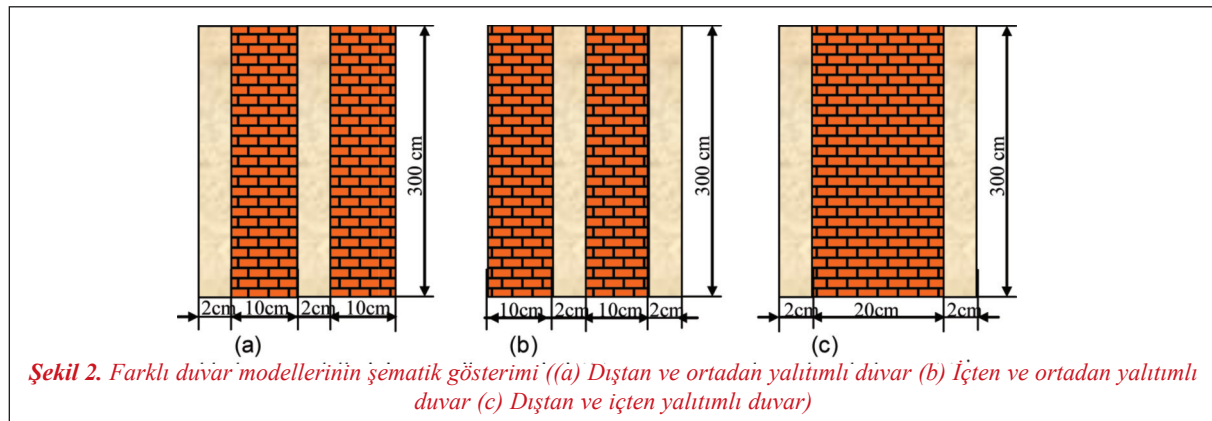 300 cm
300 cm
300 cm
2cm 10cm 2cm 10cm
10cm 2cm 10cm 2cm
2cm 20cm 2cm
(a)
(b)
(c)
Şekil 2. Farklı duvar modellerinin şematik gösterimi ((a) Dıştan ve ortadan yalıtımlı duvar (b) İçten ve ortadan yalıtımlı
duvar (c) Dıştan ve içten yalıtımlı duvar)